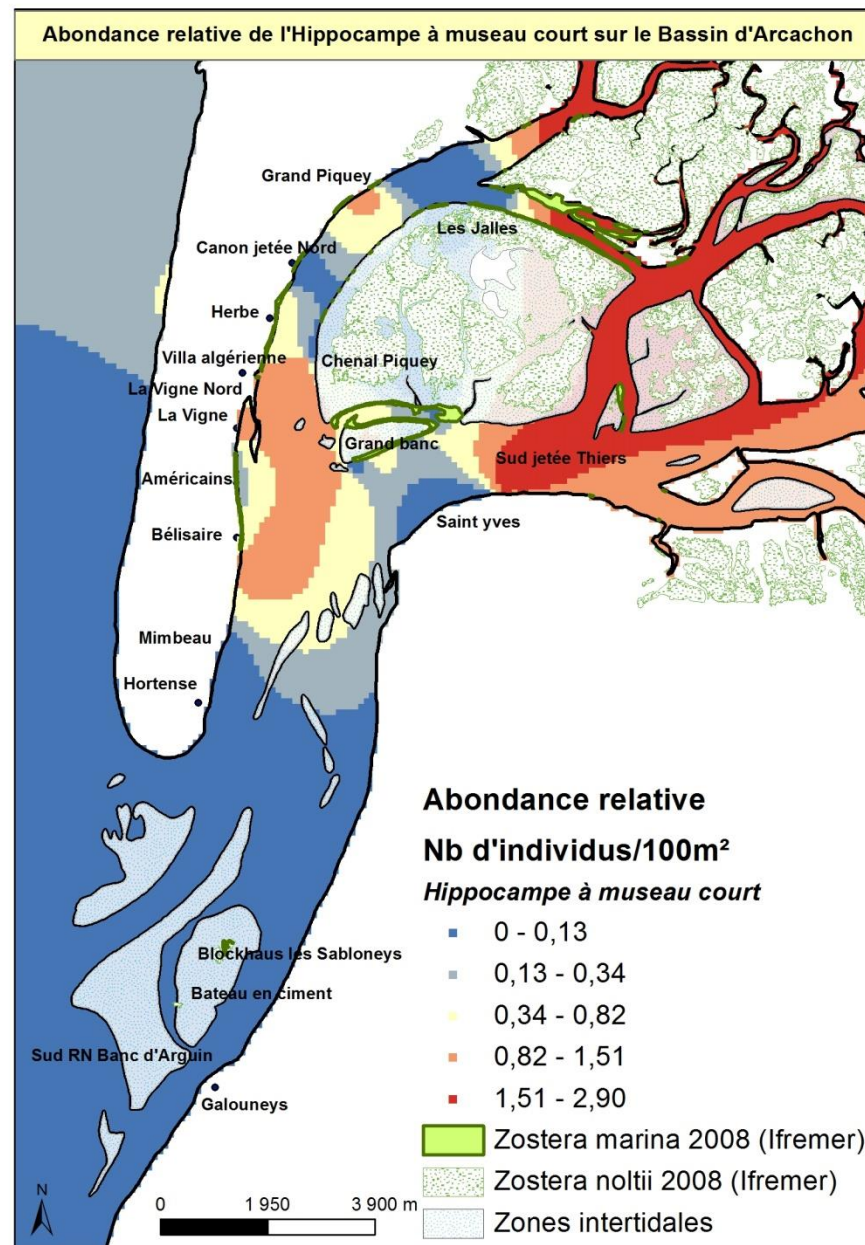 Abondance relative de l'Hippocampe à museau court sur le Bassin d'Arcachon
Grand Piquey
Les Jalles
Canon jetée Nord
Herbe
Villa algérienne
Chenal Piquey
La Vigne Nord
La Vigne
Grand banc
Sud jetée Thiers
Américains
Saint yves
Bélisaire
Mimbeau
Hortense
Blockhaus les Sabloneys
Bateau en ciment
Sud RN Banc d'Arguin
Galouneys
Abondance relative
Nb d'individus/100m²
Hippocampe à museau court
0 - 0,13
0,13 - 0,34
0,34 - 0,82
0,82 - 1,51
1,51 - 2,90
Zostera marina 2008 (Ifremer)
Zostera noltii 2008 (Ifremer)
Zones intertidales
N
0 1 950 3 900 m